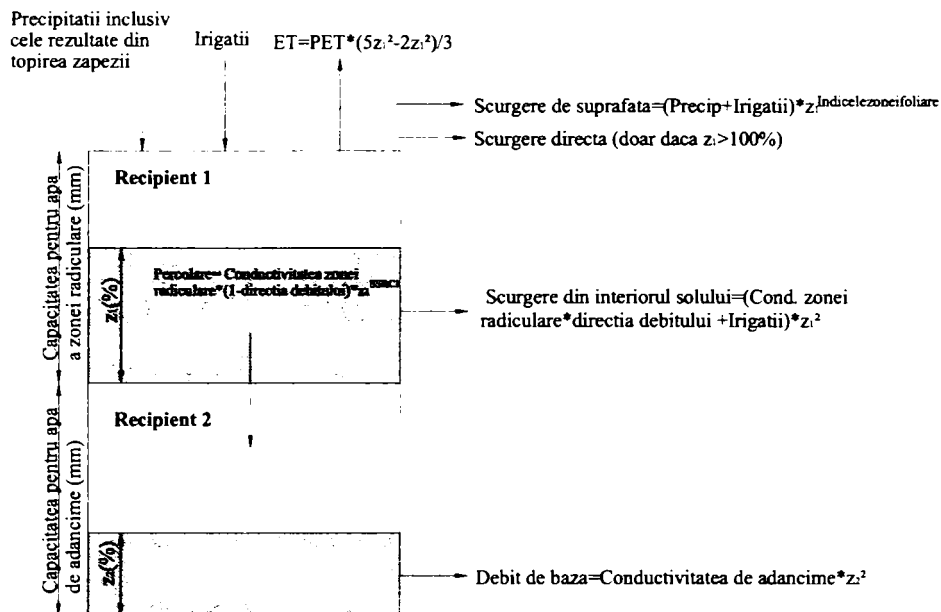 Precipitatii inclusiv
cele rezultate din
topirea zapezii
Irigatii
ET=PET*(5z₁²-2z₁²)/3
Scurgere de suprafata=(Precip+Irigatii)*z₁^Indicelezoneifoliare
Scurgere directa (doar daca z₁>100%)
Capacitatea pentru apa
a zonei radiculare (mm)
Recipient 1
z₁(%)
Percolare= Conductivitatea zonei
radiculare*(1-directia debitului)*z₁
Scurgere din interiorul solului=(Cond. zonei
radiculare*directia debitului +Irigatii)*z₁²
Capacitatea pentru apa
de adancime (mm)
Recipient 2
z₂(%)
Debit de baza=Conductivitatea de adancime*z₂²